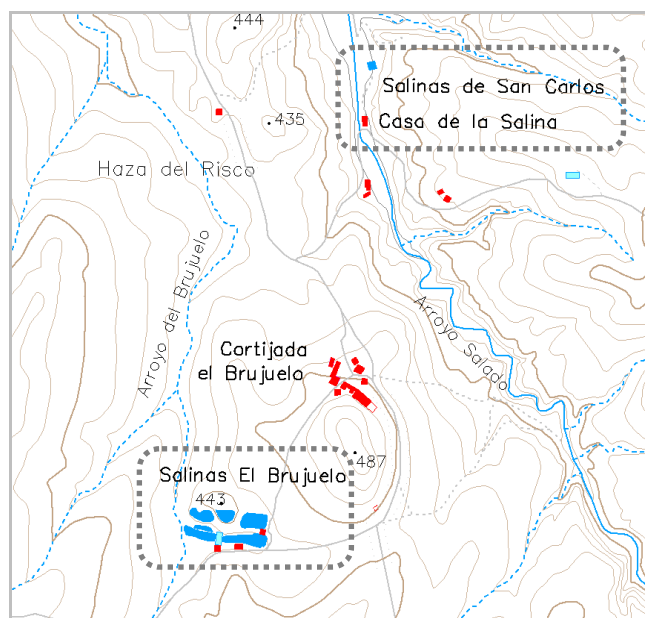 444
Salinas de San Carlos
435
Casa de la Salina
Haza del Risco
Arroyo del Brujuelo
Arroyo Salado
Cortijada
el Brujuelo
487
Salinas El Brujuelo
443